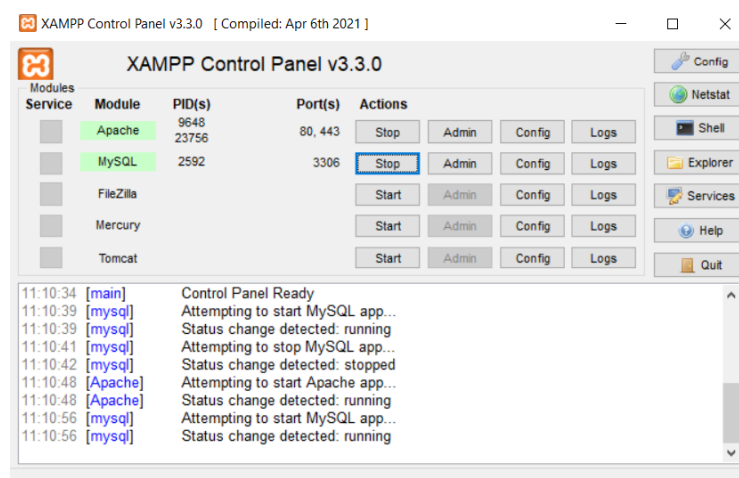 XAMPP Control Panel v3.3.0 [ Compiled: Apr 6th 2021 ]
XAMPP Control Panel v3.3.0
Config
Modules
Service Module PID(s) Port(s) Actions
Netstat
Apache 9648 23756 80, 443 Stop Admin Config Logs
Shell
MySQL 2592 3306 Stop Admin Config Logs
Explorer
FileZilla Start Admin Config Logs
Services
Mercury Start Admin Config Logs
Help
Tomcat Start Admin Config Logs
Quit
11:10:34 [main] Control Panel Ready
11:10:39 [mysql] Attempting to start MySQL app...
11:10:39 [mysql] Status change detected: running
11:10:41 [mysql] Attempting to stop MySQL app...
11:10:42 [mysql] Status change detected: stopped
11:10:48 [Apache] Attempting to start Apache app...
11:10:48 [Apache] Status change detected: running
11:10:56 [mysql] Attempting to start MySQL app...
11:10:56 [mysql] Status change detected: running